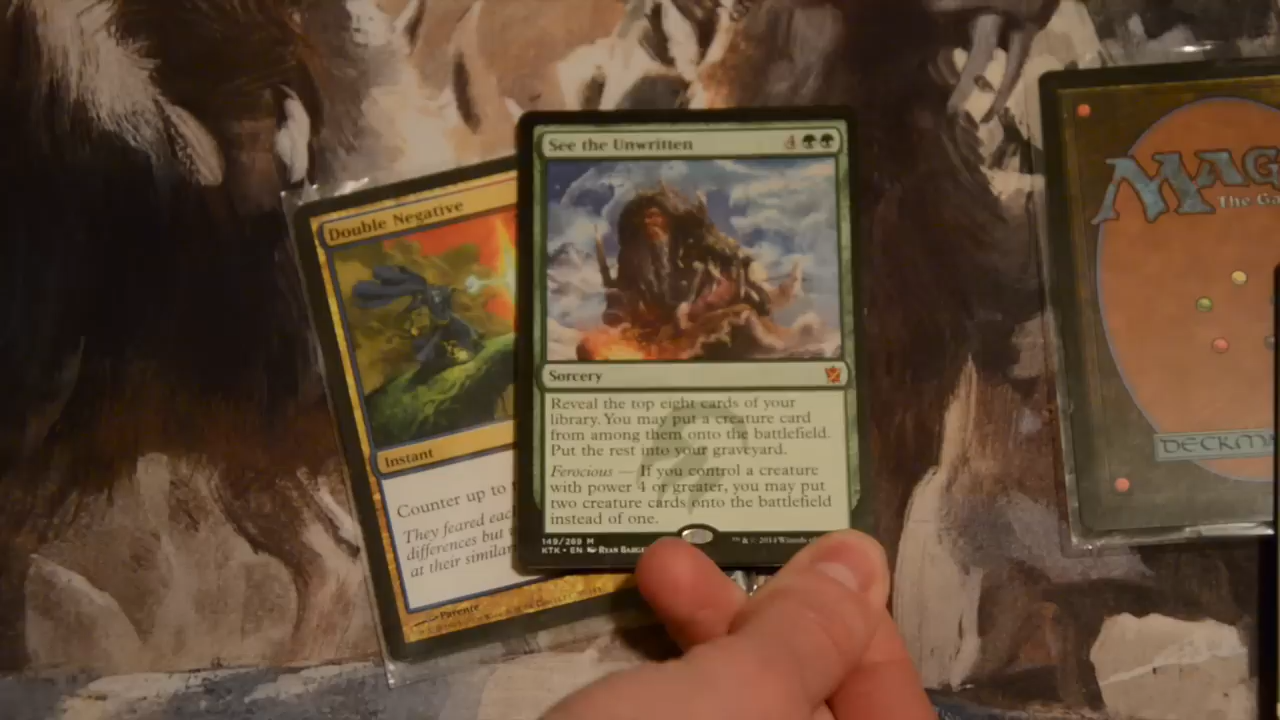 See the Unwritten 4
Sorcery
Reveal the top eight cards of your
library. You may put a creature card
from among them onto the battlefield.
Put the rest into your graveyard.
Ferocious — If you control a creature
with power 4 or greater, you may put
two creature cards onto the battlefield
instead of one.
149/269 M
KTK • EN
™ & © 2014 Wizards
Double Negative
Instant
Counter up to
They feared eac
differences but
at their similar
Parente
MAG
The Ga
DECKMA